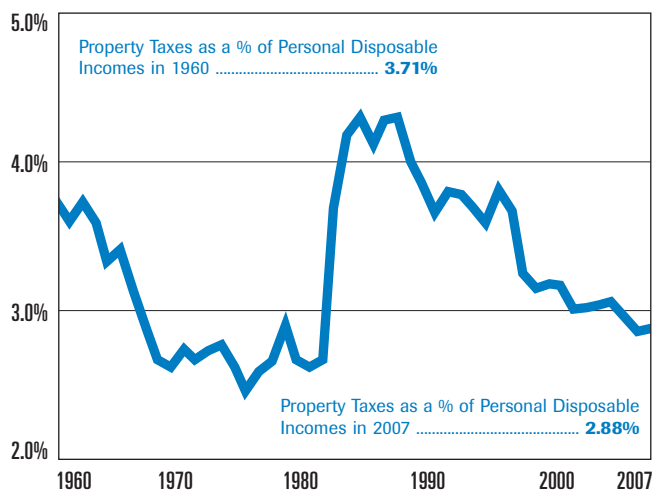 5.0%
Property Taxes as a % of Personal Disposable
Incomes in 1960 ........................................ 3.71%
4.0%
3.0%
Property Taxes as a % of Personal Disposable
Incomes in 2007 ........................................ 2.88%
2.0%
1960 1970 1980 1990 2000 2007